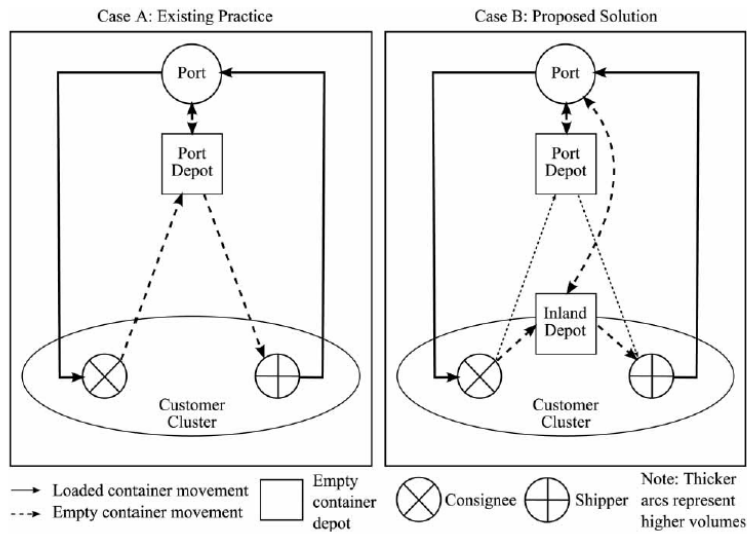 Case A: Existing Practice
Port
Port
Depot
Customer
Cluster
Case B: Proposed Solution
Port
Port
Depot
Inland
Depot
Customer
Cluster
Loaded container movement
Empty container movement
Empty
container
depot
Consignee
Shipper
Note: Thicker
arcs represent
higher volumes